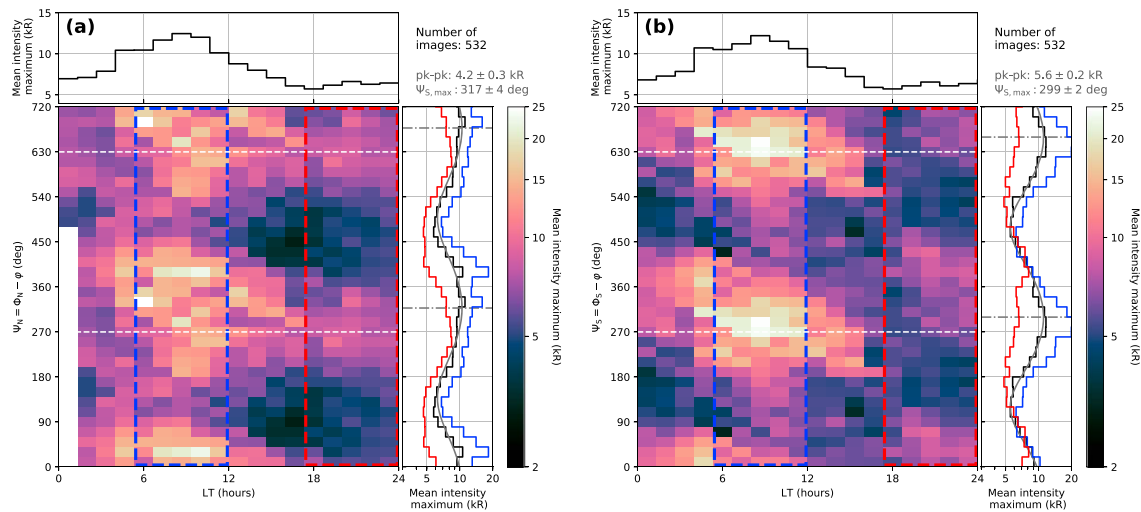 (a)
Mean intensity
maximum (kR)
15
10
5
Number of
images: 532
pk–pk: 4.2 ± 0.3 kR
ΨS, max : 317 ± 4 deg
ΨN = ΦN − φ (deg)
720
630
540
450
360
270
180
90
0
0
6
12
18
24
LT (hours)
5
10
20
Mean intensity
maximum (kR)
25
20
15
10
5
2
Mean intensity maximum (kR)
(b)
Mean intensity
maximum (kR)
15
10
5
Number of
images: 532
pk–pk: 5.6 ± 0.2 kR
ΨS, max : 299 ± 2 deg
ΨS = ΦS − φ (deg)
720
630
540
450
360
270
180
90
0
0
6
12
18
24
LT (hours)
5
10
20
Mean intensity
maximum (kR)
25
20
15
10
5
2
Mean intensity maximum (kR)